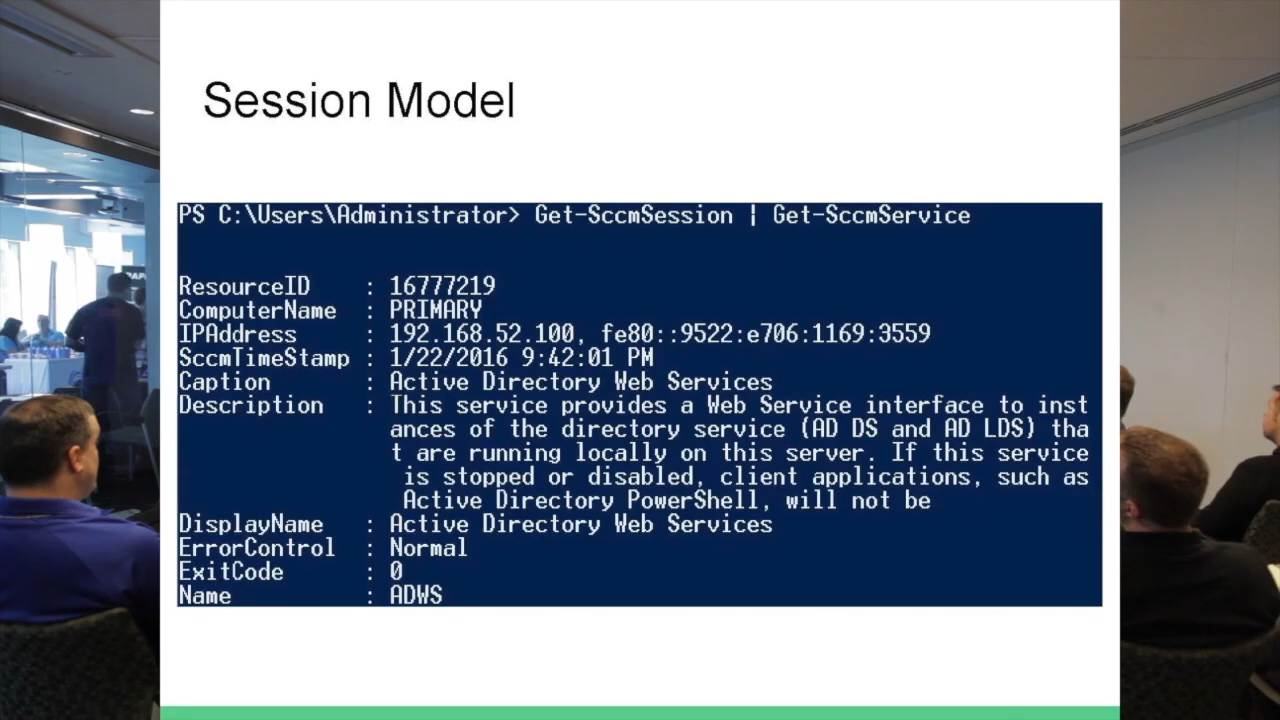 Session Model
PS C:\Users\Administrator> Get-SccmSession | Get-SccmService
ResourceID : 16777219
ComputerName : PRIMARY
IPAddress : 192.168.52.100, fe80::9522:e706:1169:3559
SccmTimeStamp : 1/22/2016 9:42:01 PM
Caption : Active Directory Web Services
Description : This service provides a Web Service interface to inst
ances of the directory service (AD DS and AD LDS) tha
t are running locally on this server. If this service
is stopped or disabled, client applications, such as
Active Directory PowerShell, will not be
DisplayName : Active Directory Web Services
ErrorControl : Normal
ExitCode : 0
Name : ADWS